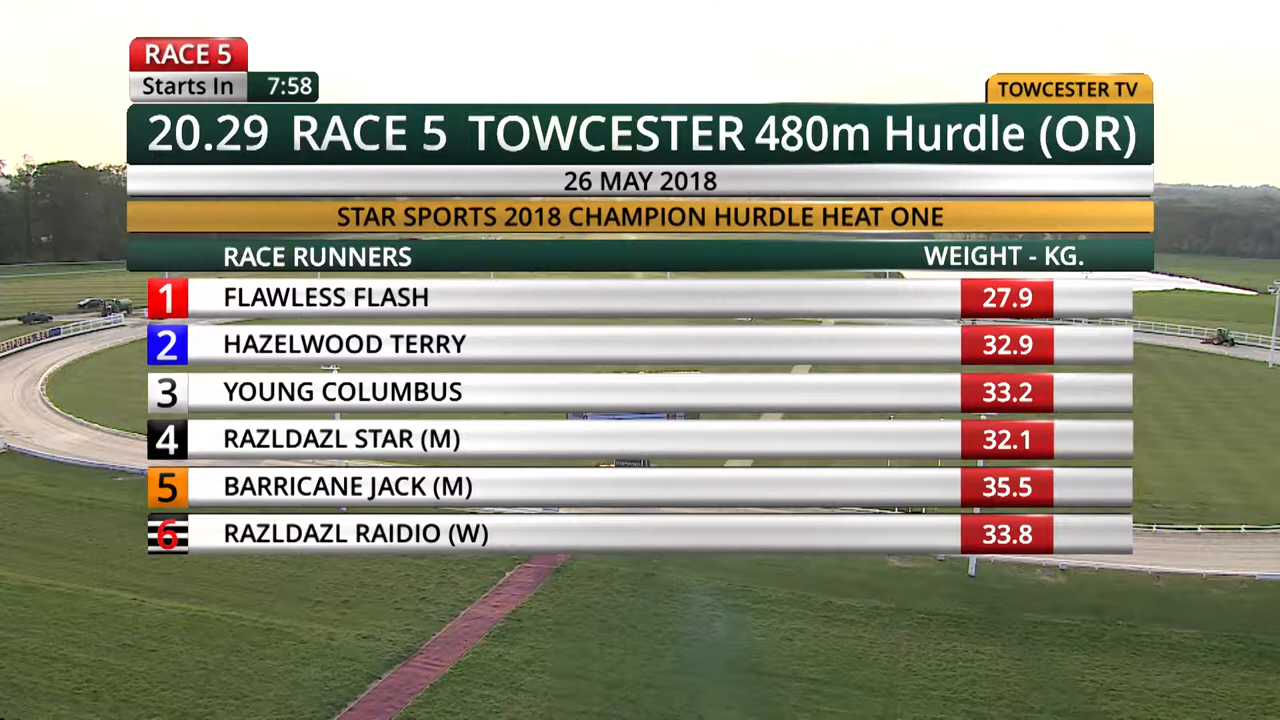 RACE 5
Starts In 7:58
TOWCESTER TV
20.29 RACE 5 TOWCESTER 480m Hurdle (OR)
26 MAY 2018
STAR SPORTS 2018 CHAMPION HURDLE HEAT ONE
RACE RUNNERS WEIGHT - KG.
1 FLAWLESS FLASH 27.9
2 HAZELWOOD TERRY 32.9
3 YOUNG COLUMBUS 33.2
4 RAZLDAZL STAR (M) 32.1
5 BARRICANE JACK (M) 35.5
6 RAZLDAZL RAIDIO (W) 33.8